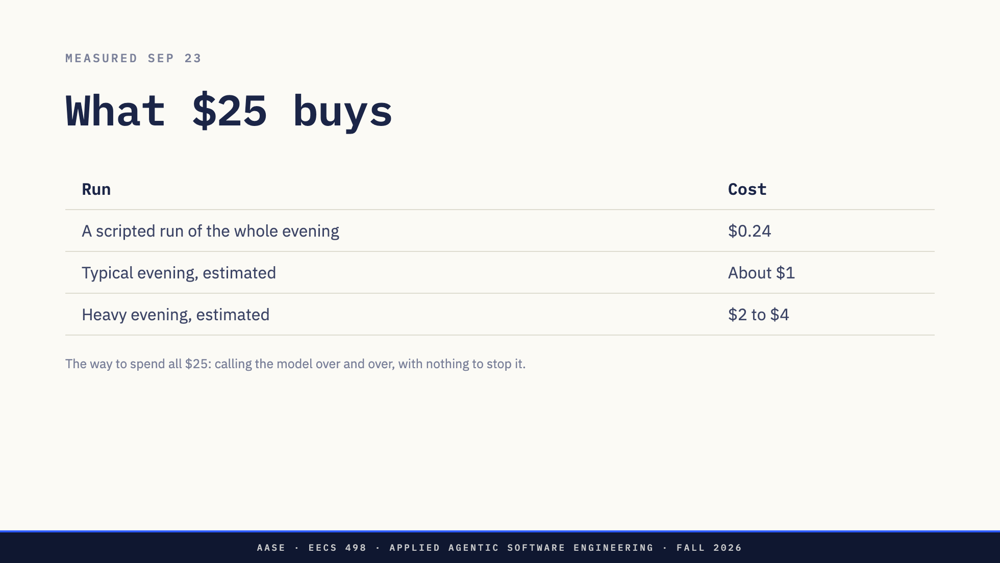 MEASURED SEP 23
What $25 buys
Run Cost
A scripted run of the whole evening $0.24
Typical evening, estimated About $1
Heavy evening, estimated $2 to $4
The way to spend all $25: calling the model over and over, with nothing to stop it.
AASE · EECS 498 · APPLIED AGENTIC SOFTWARE ENGINEERING · FALL 2026